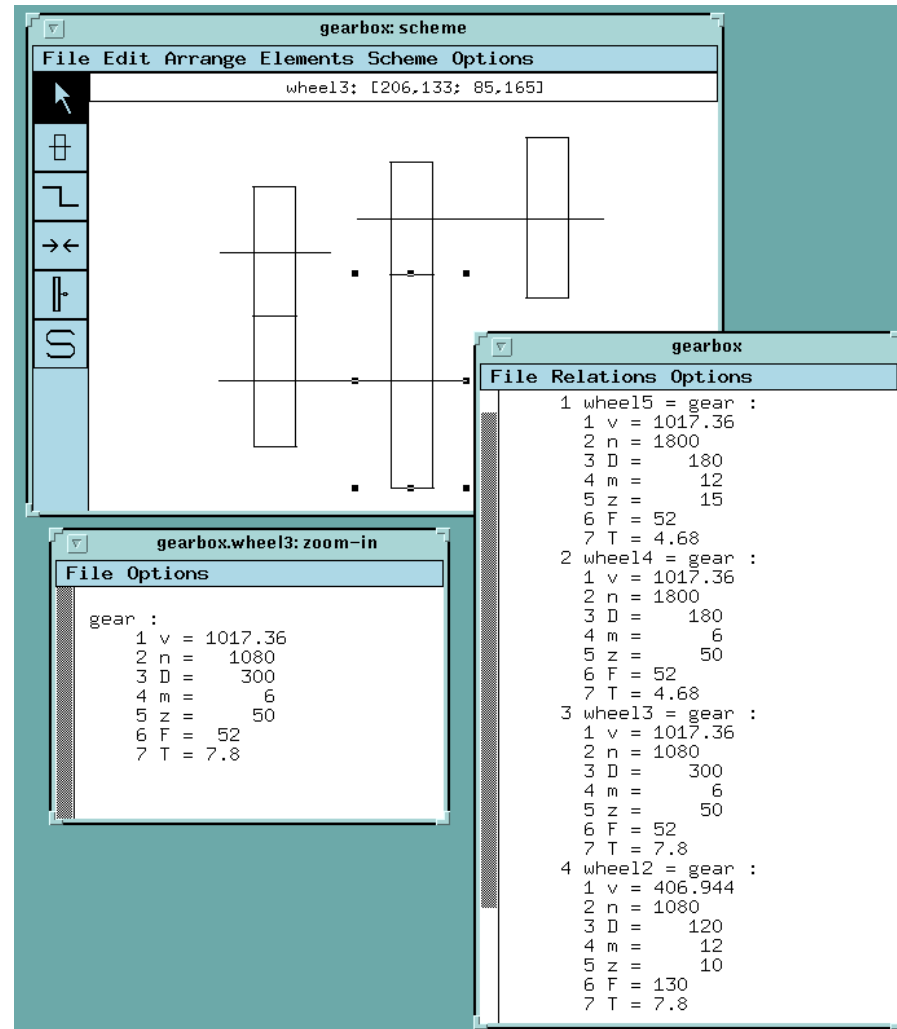 gearbox: scheme
File Edit Arrange Elements Scheme Options
wheel3: [206,133; 85,165]
gearbox
File Relations Options
1 wheel5 = gear :
1 v = 1017.36
2 n = 1800
3 D = 180
4 m = 12
5 z = 15
6 F = 52
7 T = 4.68
2 wheel4 = gear :
1 v = 1017.36
2 n = 1800
3 D = 180
4 m = 6
5 z = 50
6 F = 52
7 T = 4.68
3 wheel3 = gear :
1 v = 1017.36
2 n = 1080
3 D = 300
4 m = 6
5 z = 50
6 F = 52
7 T = 7.8
4 wheel2 = gear :
1 v = 406.944
2 n = 1080
3 D = 120
4 m = 12
5 z = 10
6 F = 130
7 T = 7.8
gearbox.wheel3: zoom-in
File Options
gear :
1 v = 1017.36
2 n = 1080
3 D = 300
4 m = 6
5 z = 50
6 F = 52
7 T = 7.8